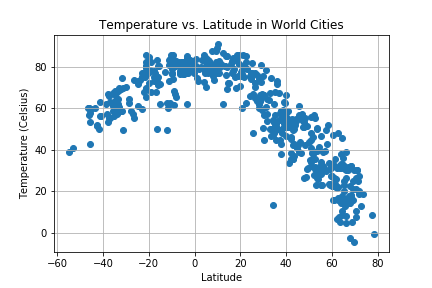 Temperature vs. Latitude in World Cities
Temperature (Celsius)
80
60
40
20
0
−60 −40 −20 0 20 40 60 80
Latitude